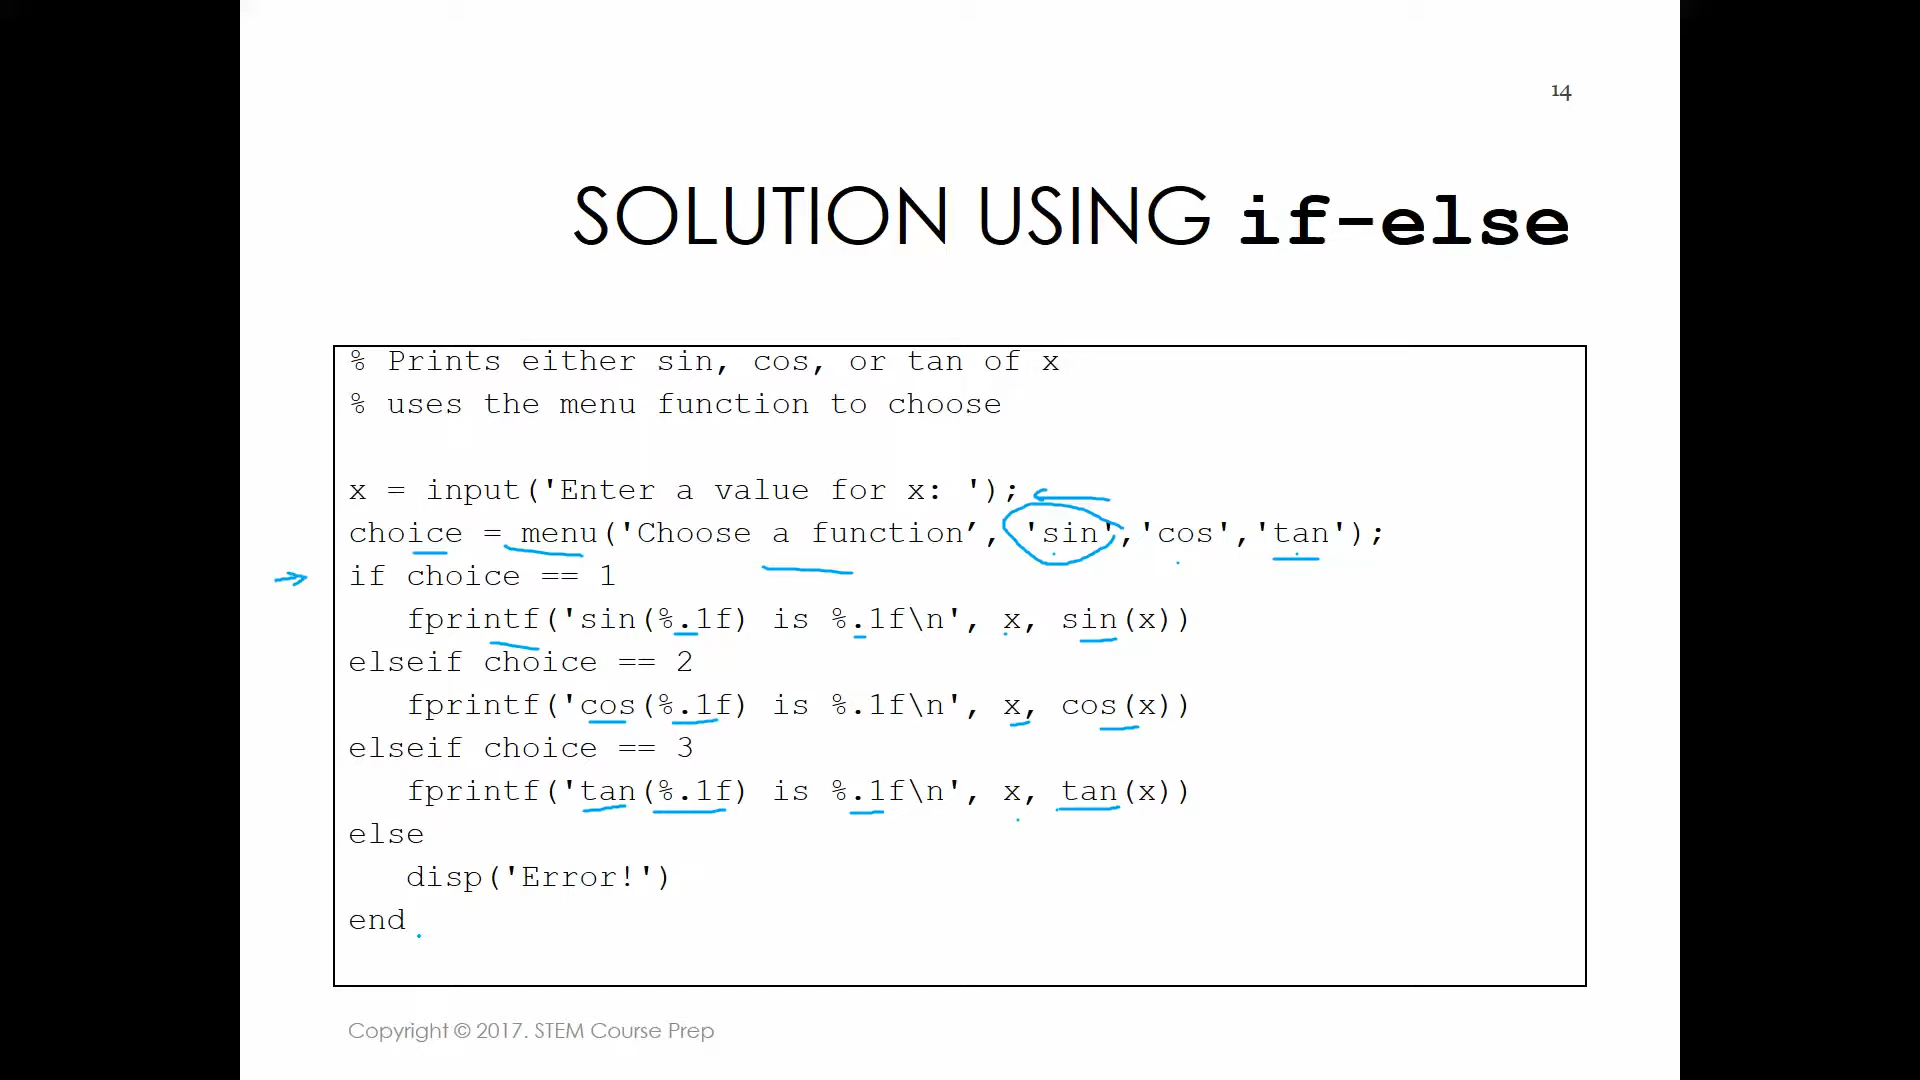 14
SOLUTION USING if-else
% Prints either sin, cos, or tan of x
% uses the menu function to choose
x = input('Enter a value for x: ');
choice = menu('Choose a function’, 'sin','cos','tan');
if choice == 1
   fprintf('sin(%.1f) is %.1f\n', x, sin(x))
elseif choice == 2
   fprintf('cos(%.1f) is %.1f\n', x, cos(x))
elseif choice == 3
   fprintf('tan(%.1f) is %.1f\n', x, tan(x))
else
   disp('Error!')
end
Copyright © 2017. STEM Course Prep